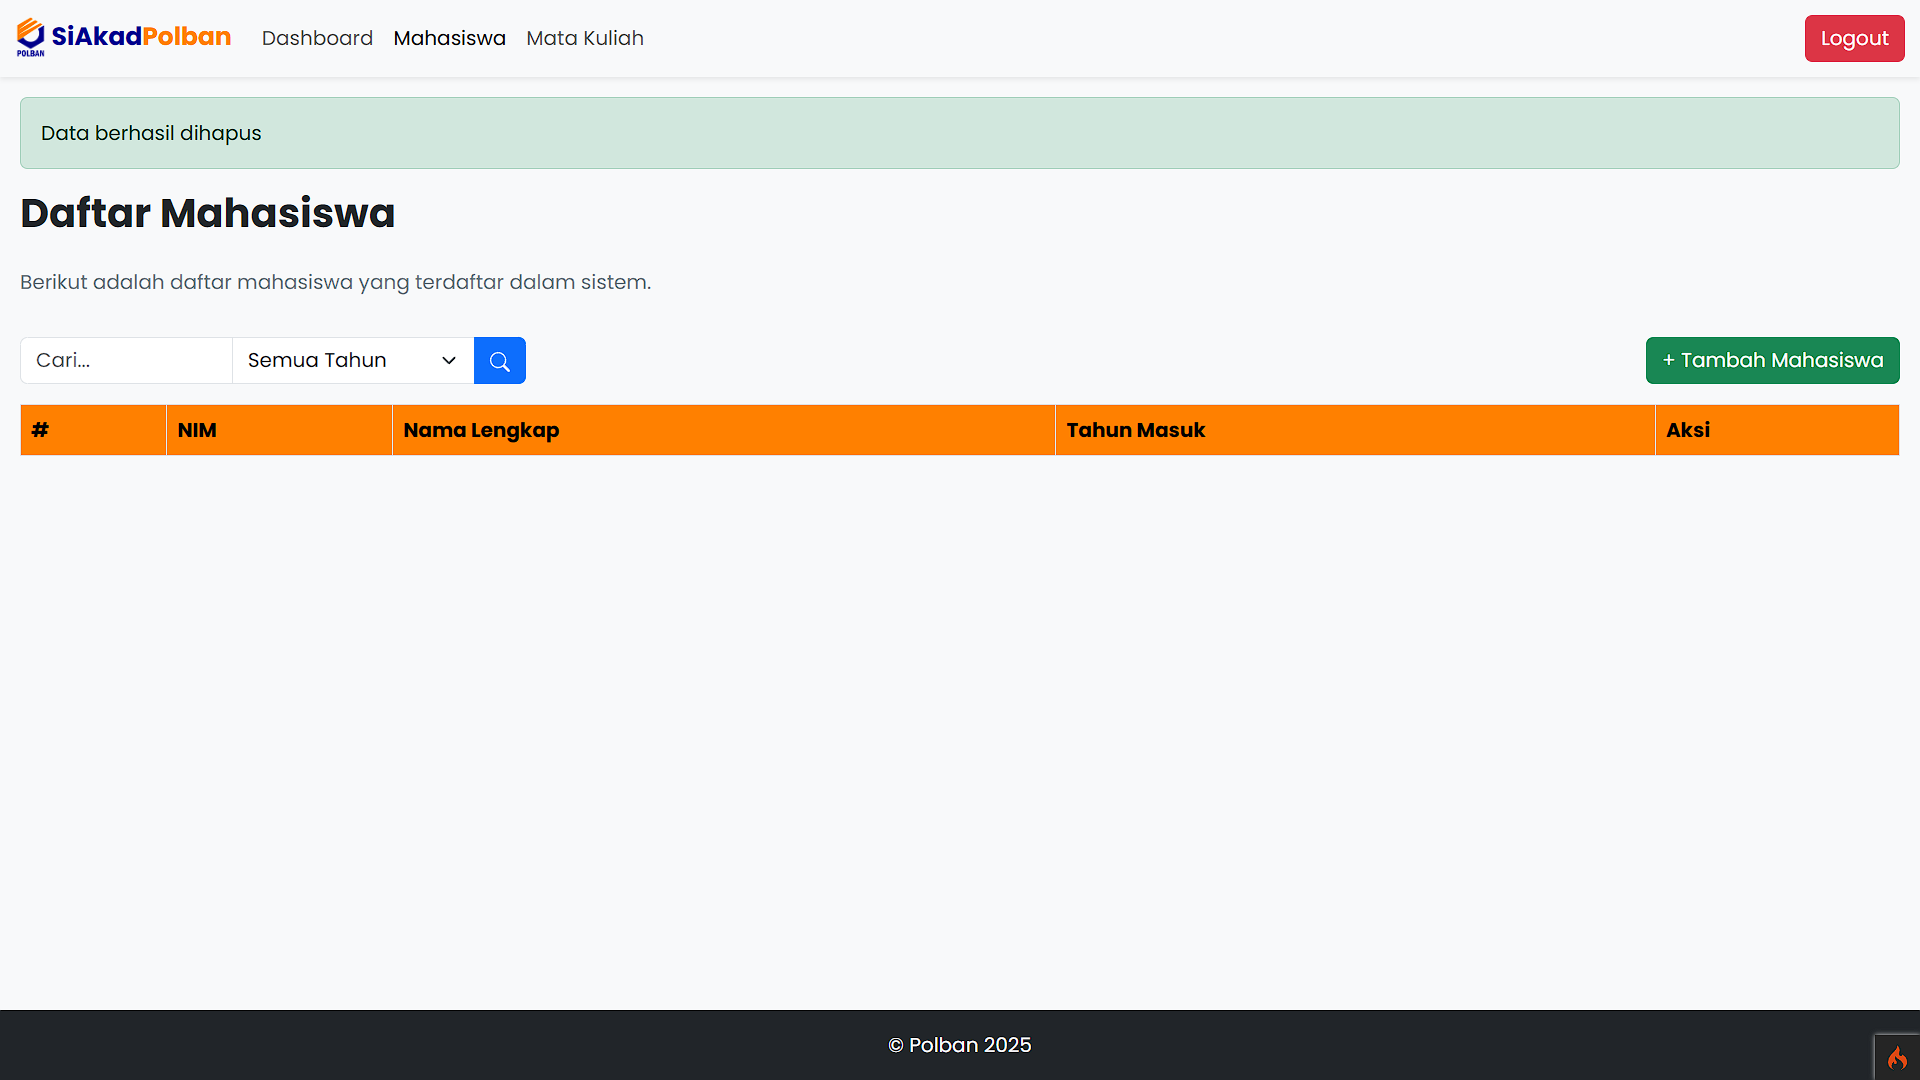 POLBAN
SiAkadPolban
Dashboard
Mahasiswa
Mata Kuliah
Logout
Data berhasil dihapus
Daftar Mahasiswa
Berikut adalah daftar mahasiswa yang terdaftar dalam sistem.
Cari...
Semua Tahun
+ Tambah Mahasiswa
#
NIM
Nama Lengkap
Tahun Masuk
Aksi
© Polban 2025